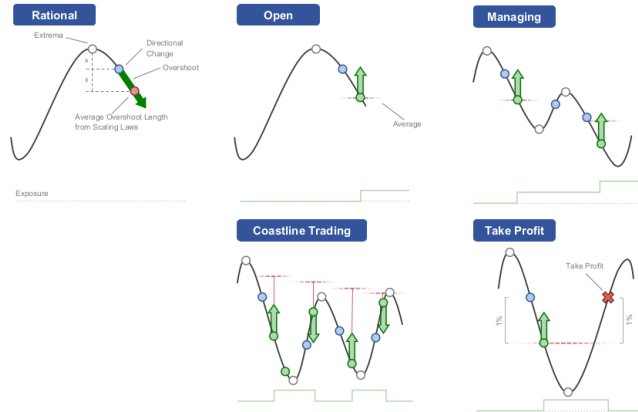 Rational
Open
Managing
Extrema
Directional
Change
Overshoot
Average Overshoot Length
from Scaling Laws
Average
Exposure
Coastline Trading
Take Profit
Take Profit
1%
1%